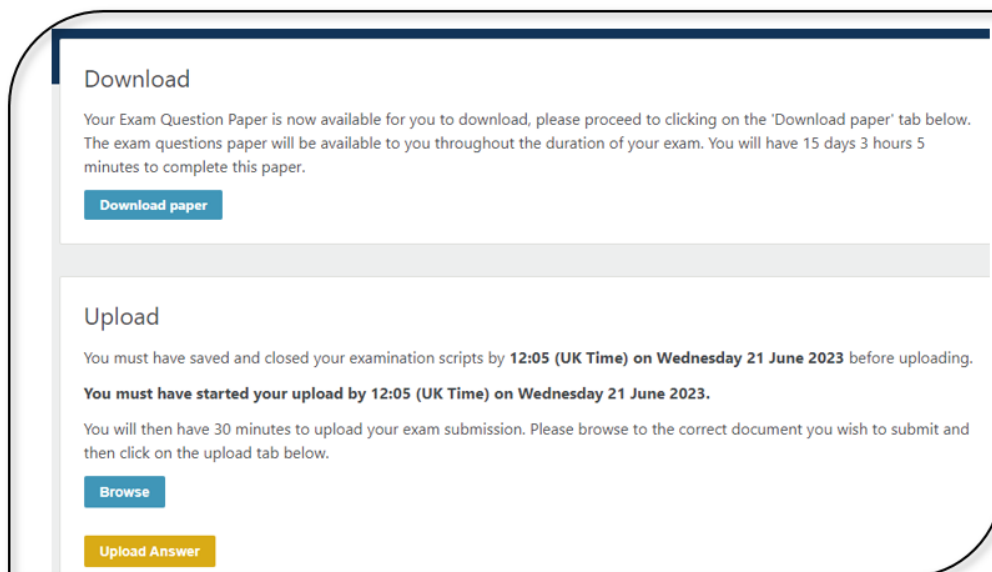 Download
Your Exam Question Paper is now available for you to download, please proceed to clicking on the 'Download paper' tab below.
The exam questions paper will be available to you throughout the duration of your exam. You will have 15 days 3 hours 5
minutes to complete this paper.
Download paper
Upload
You must have saved and closed your examination scripts by 12:05 (UK Time) on Wednesday 21 June 2023 before uploading.
You must have started your upload by 12:05 (UK Time) on Wednesday 21 June 2023.
You will then have 30 minutes to upload your exam submission. Please browse to the correct document you wish to submit and
then click on the upload tab below.
Browse
Upload Answer